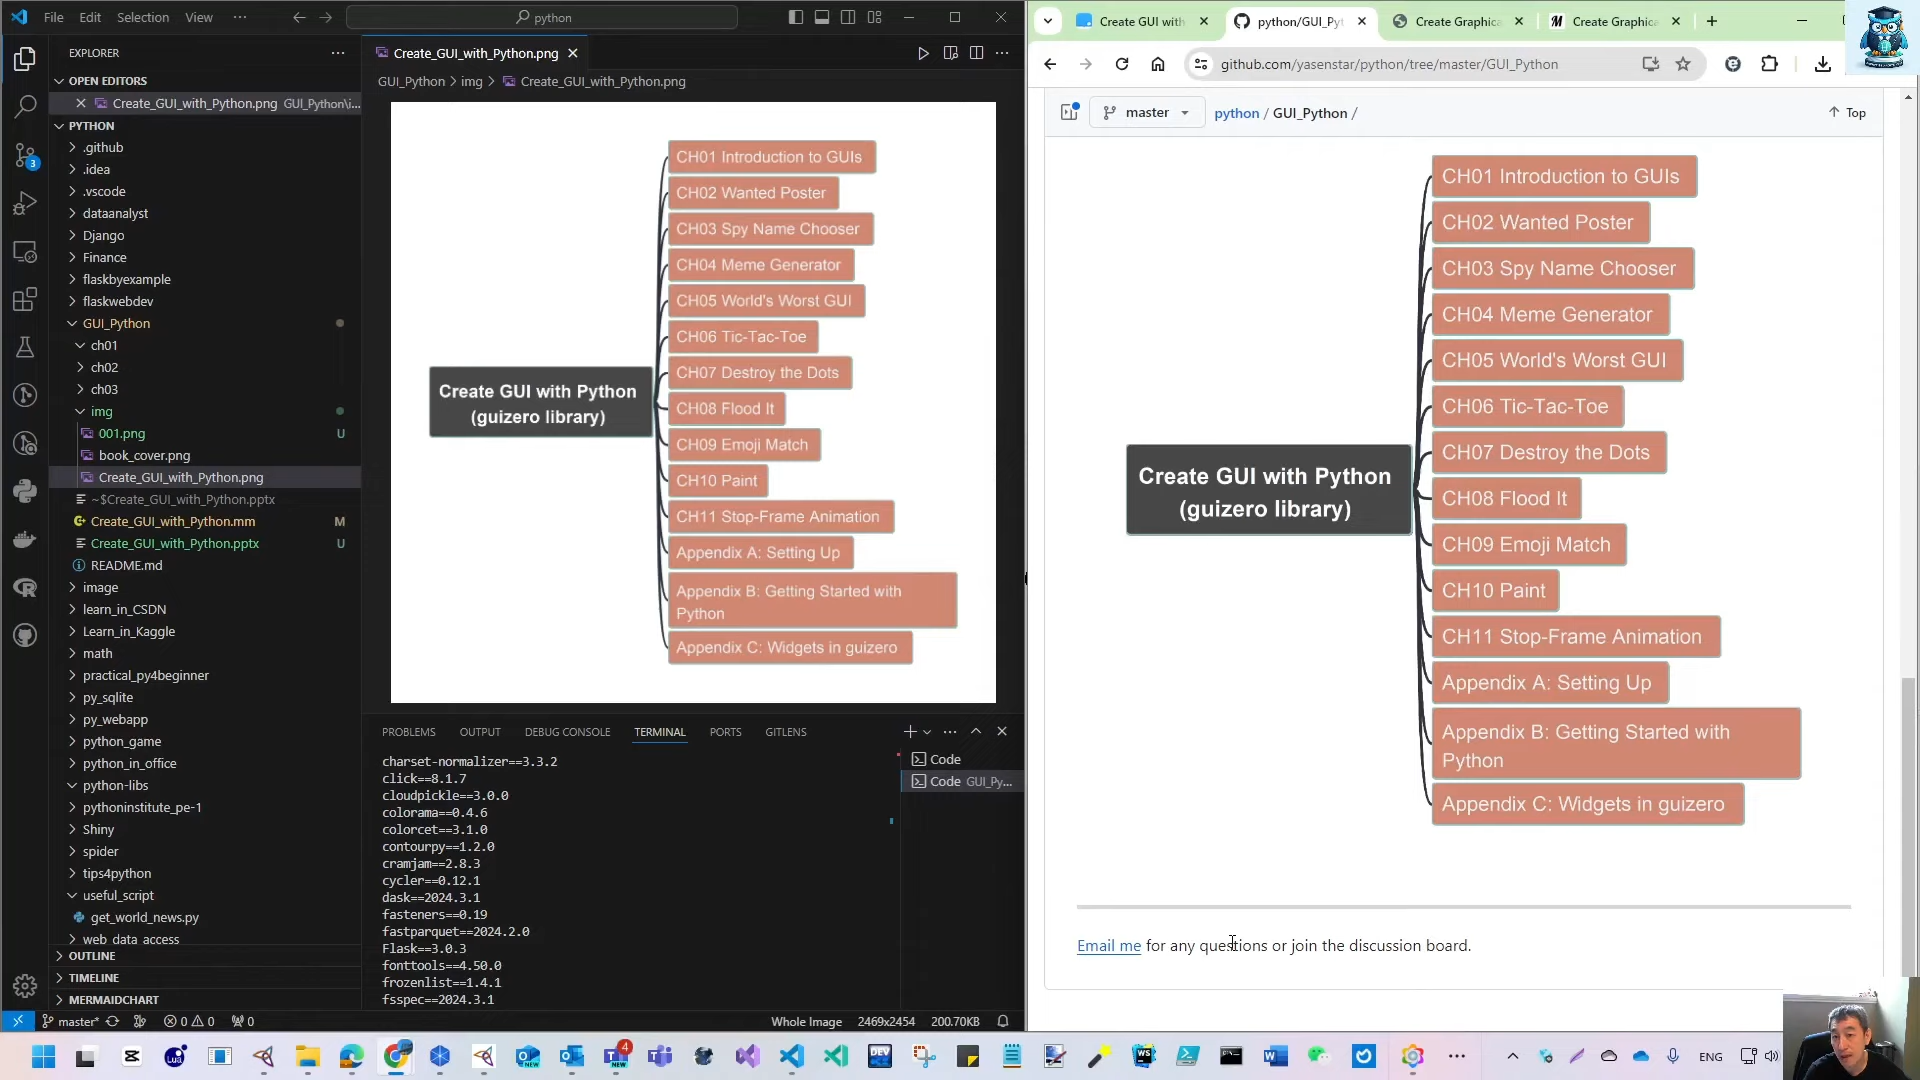 File Edit Selection View ··· python
EXPLORER ···
OPEN EDITORS
Create_GUI_with_Python.png GUI_Python\i...
PYTHON
.github
.idea
.vscode
dataanalyst
Django
Finance
flaskbyexample
flaskwebdev
GUI_Python
ch01
ch02
ch03
img
001.png U
book_cover.png
Create_GUI_with_Python.png
~$Create_GUI_with_Python.pptx
Create_GUI_with_Python.mm M
Create_GUI_with_Python.pptx U
README.md
image
learn_in_CSDN
Learn_in_Kaggle
math
practical_py4beginner
py_sqlite
py_webapp
python_game
python_in_office
python-libs
pythoninstitute_pe-1
Shiny
spider
tips4python
useful_script
get_world_news.py
web_data_access
OUTLINE
TIMELINE
MERMAIDCHART
3
Create_GUI_with_Python.png
GUI_Python > img > Create_GUI_with_Python.png
Create GUI with Python
(guizero library)
CH01 Introduction to GUIs
CH02 Wanted Poster
CH03 Spy Name Chooser
CH04 Meme Generator
CH05 World's Worst GUI
CH06 Tic-Tac-Toe
CH07 Destroy the Dots
CH08 Flood It
CH09 Emoji Match
CH10 Paint
CH11 Stop-Frame Animation
Appendix A: Setting Up
Appendix B: Getting Started with
Python
Appendix C: Widgets in guizero
PROBLEMS OUTPUT DEBUG CONSOLE TERMINAL PORTS GITLENS
charset-normalizer==3.3.2
click==8.1.7
cloudpickle==3.0.0
colorama==0.4.6
colorcet==3.1.0
contourpy==1.2.0
cramjam==2.8.3
cycler==0.12.1
dask==2024.3.1
fasteners==0.19
fastparquet==2024.2.0
Flask==3.0.3
fonttools==4.50.0
frozenlist==1.4.1
fsspec==2024.3.1
Code
Code GUI_Py...
master* 0 0 0 Whole Image 2469x2454 200.70KB
Create GUI with python/GUI_Pyt Create Graphica Create Graphica
github.com/yasenstar/python/tree/master/GUI_Python
master python / GUI_Python / Top
Create GUI with Python
(guizero library)
CH01 Introduction to GUIs
CH02 Wanted Poster
CH03 Spy Name Chooser
CH04 Meme Generator
CH05 World's Worst GUI
CH06 Tic-Tac-Toe
CH07 Destroy the Dots
CH08 Flood It
CH09 Emoji Match
CH10 Paint
CH11 Stop-Frame Animation
Appendix A: Setting Up
Appendix B: Getting Started with
Python
Appendix C: Widgets in guizero
Email me for any questions or join the discussion board.
Lua NEW 4 NEW DEV WS ENG